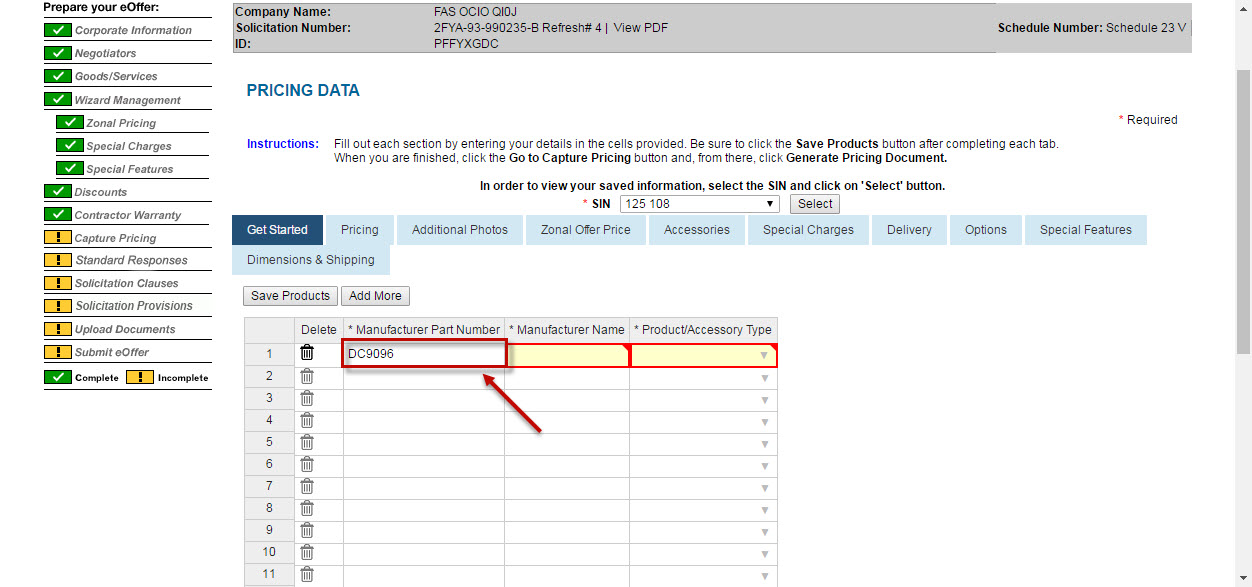 Prepare your eOffer:
Corporate Information
Negotiators
Goods/Services
Wizard Management
Zonal Pricing
Special Charges
Special Features
Discounts
Contractor Warranty
Capture Pricing
Standard Responses
Solicitation Clauses
Solicitation Provisions
Upload Documents
Submit eOffer
Complete Incomplete
Company Name: FAS OCIO QI0J
Solicitation Number: 2FYA-93-990235-B Refresh# 4 | View PDF Schedule Number: Schedule 23 V
ID: PFFYXGDC
PRICING DATA
* Required
Instructions: Fill out each section by entering your details in the cells provided. Be sure to click the Save Products button after completing each tab.
When you are finished, click the Go to Capture Pricing button and, from there, click Generate Pricing Document.
In order to view your saved information, select the SIN and click on 'Select' button.
* SIN 125 108 Select
Get Started Pricing Additional Photos Zonal Offer Price Accessories Special Charges Delivery Options Special Features
Dimensions & Shipping
Save Products Add More
Delete * Manufacturer Part Number * Manufacturer Name * Product/Accessory Type
1 DC9096
2
3
4
5
6
7
8
9
10
11